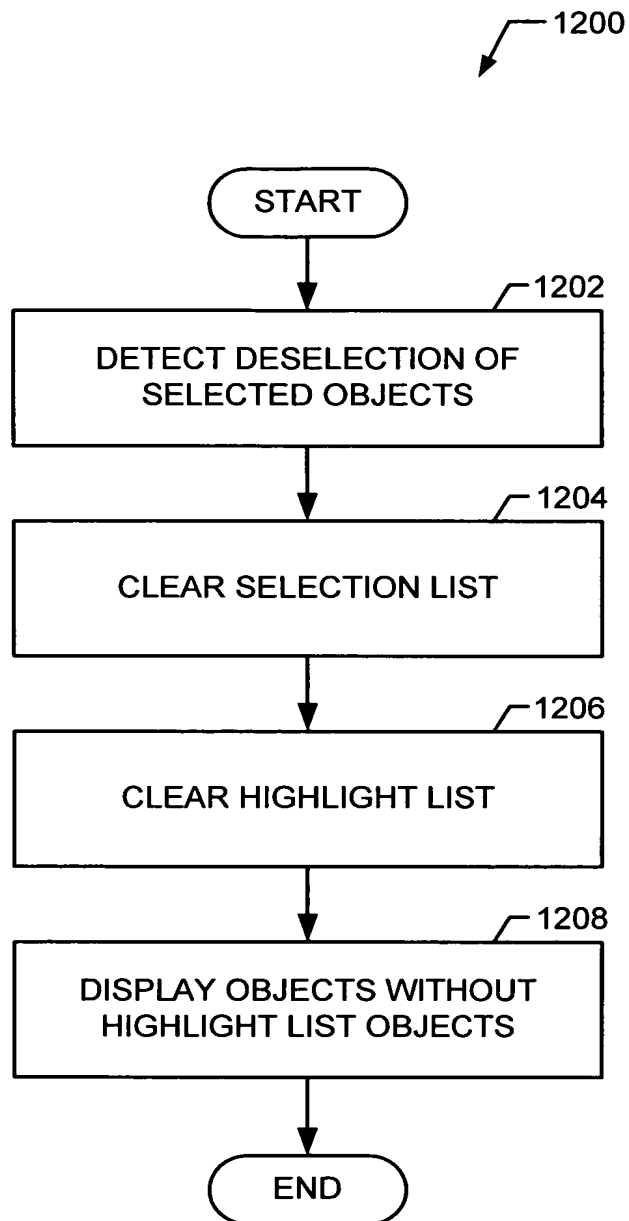 1200
START
1202
DETECT DESELECTION OF
SELECTED OBJECTS
1204
CLEAR SELECTION LIST
1206
CLEAR HIGHLIGHT LIST
1208
DISPLAY OBJECTS WITHOUT
HIGHLIGHT LIST OBJECTS
END